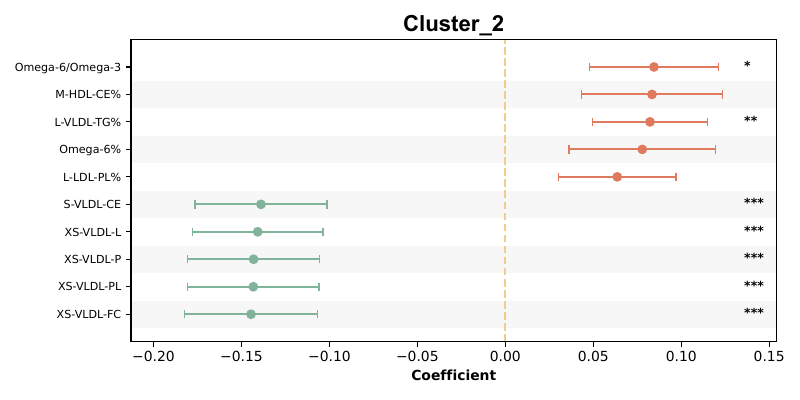 Cluster_2
Omega-6/Omega-3 *
M-HDL-CE%
L-VLDL-TG% **
Omega-6%
L-LDL-PL%
S-VLDL-CE ***
XS-VLDL-L ***
XS-VLDL-P ***
XS-VLDL-PL ***
XS-VLDL-FC ***
−0.20 −0.15 −0.10 −0.05 0.00 0.05 0.10 0.15
Coefficient